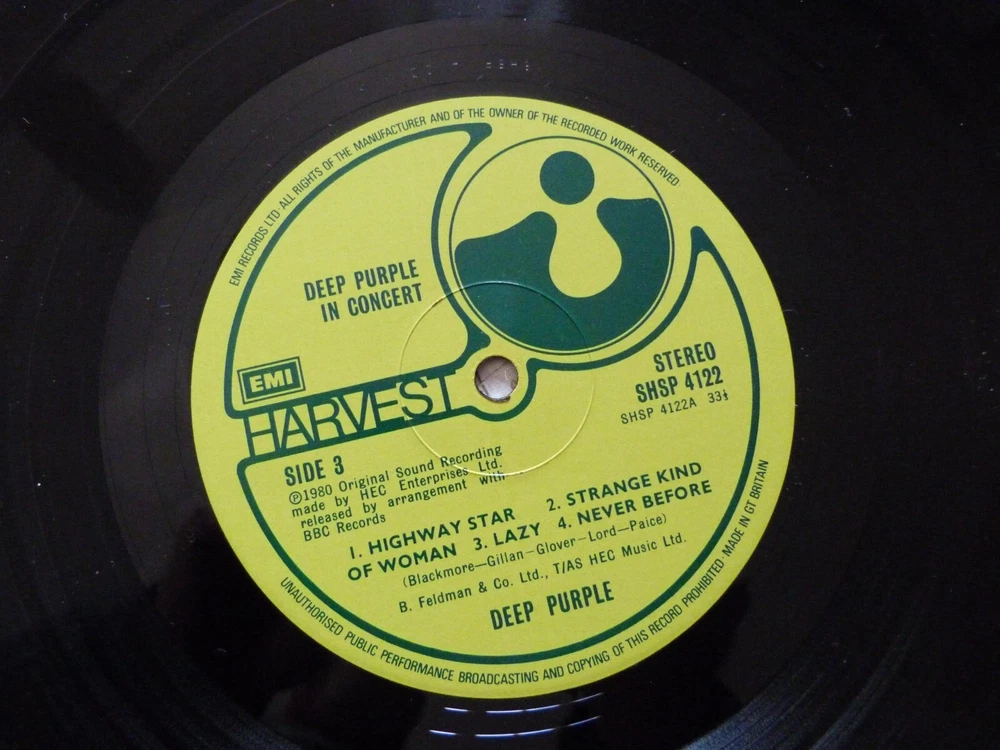 EMI RECORDS LTD·ALL RIGHTS OF THE MANUFACTURER AND OF THE OWNER OF THE RECORDED WORK RESERVED
DEEP PURPLE
IN CONCERT
EMI
HARVEST
STEREO
SHSP 4122
SHSP 4122A 33⅓
SIDE 3
℗1980 Original Sound Recording
made by HEC Enterprises Ltd.
released by arrangement with
BBC Records
1. HIGHWAY STAR 2. STRANGE KIND
OF WOMAN 3. LAZY 4. NEVER BEFORE
(Blackmore—Gillan—Glover—Lord—Paice)
B. Feldman & Co. Ltd., T/AS HEC Music Ltd.
DEEP PURPLE
UNAUTHORISED PUBLIC PERFORMANCE BROADCASTING AND COPYING OF THIS RECORD PROHIBITED·MADE IN GT BRITAIN